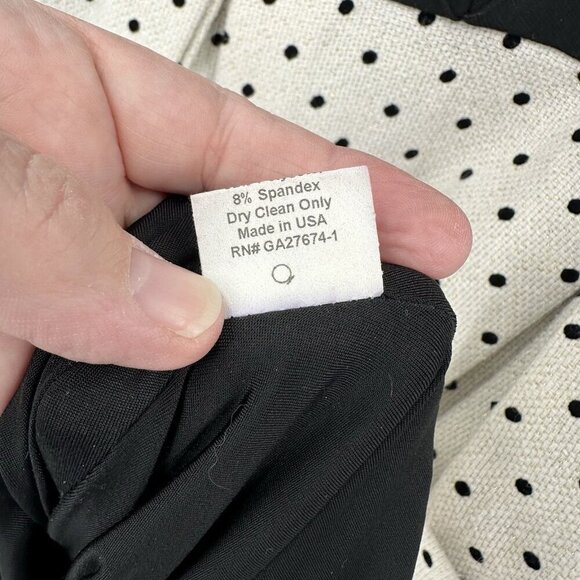 8% Spandex
Dry Clean Only
Made in USA
RN# GA27674-1